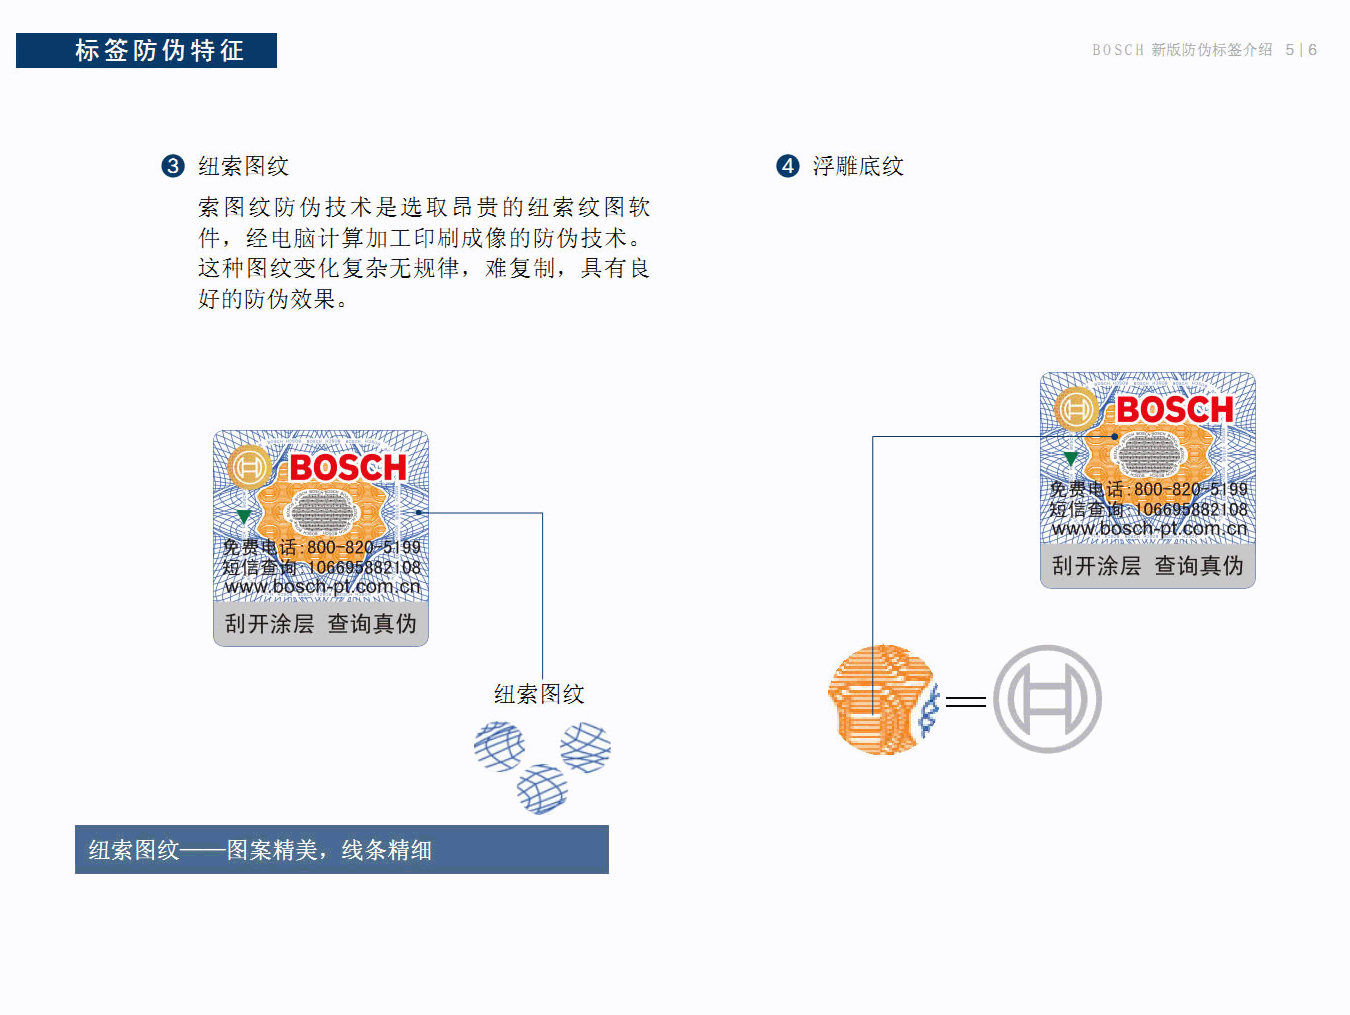 标签防伪特征
BOSCH 新版防伪标签介绍 5 | 6
3 纽索图纹
索图纹防伪技术是选取昂贵的纽索纹图软
件，经电脑计算加工印刷成像的防伪技术。
这种图纹变化复杂无规律，难复制，具有良
好的防伪效果。
BOSCH
免费电话:800-820-5199
短信查询:106695882108
www.bosch-pt.com.cn
刮开涂层 查询真伪
纽索图纹
纽索图纹——图案精美，线条精细
4 浮雕底纹
BOSCH
免费电话:800-820-5199
短信查询:106695882108
www.bosch-pt.com.cn
刮开涂层 查询真伪